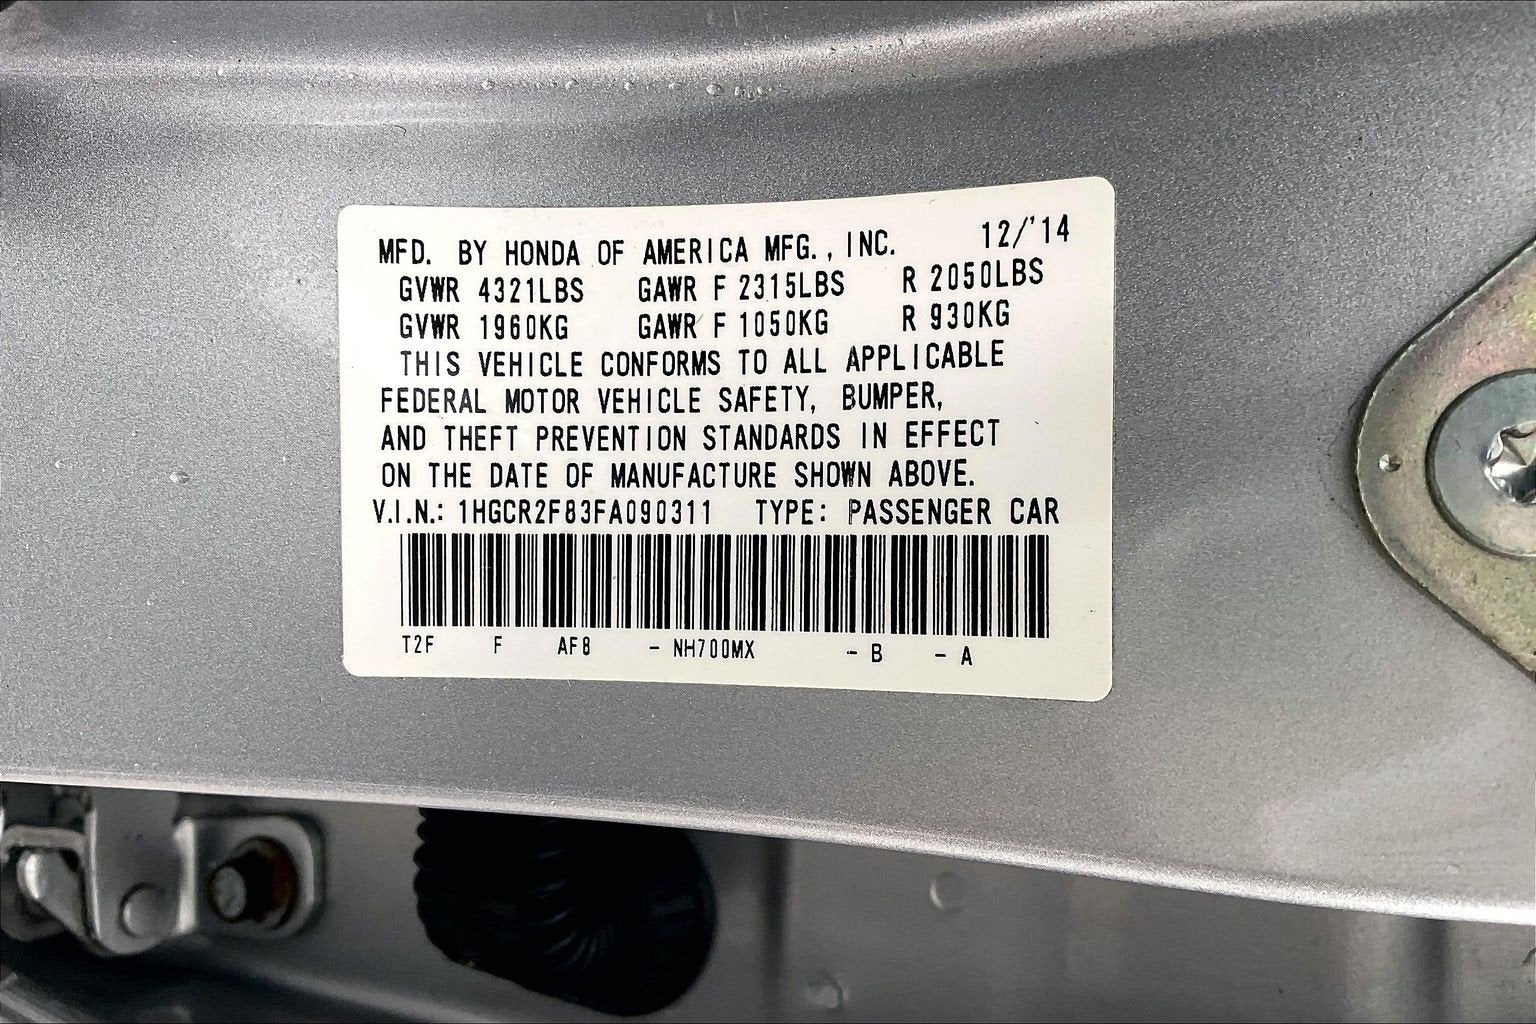 MFD. BY HONDA OF AMERICA MFG., INC. 12/'14
GVWR 4321LBS GAWR F 2315LBS R 2050LBS
GVWR 1960KG GAWR F 1050KG R 930KG
THIS VEHICLE CONFORMS TO ALL APPLICABLE
FEDERAL MOTOR VEHICLE SAFETY, BUMPER,
AND THEFT PREVENTION STANDARDS IN EFFECT
ON THE DATE OF MANUFACTURE SHOWN ABOVE.
V.I.N.: 1HGCR2F83FA090311 TYPE: PASSENGER CAR
T2F F AF8 - NH700MX - B - A